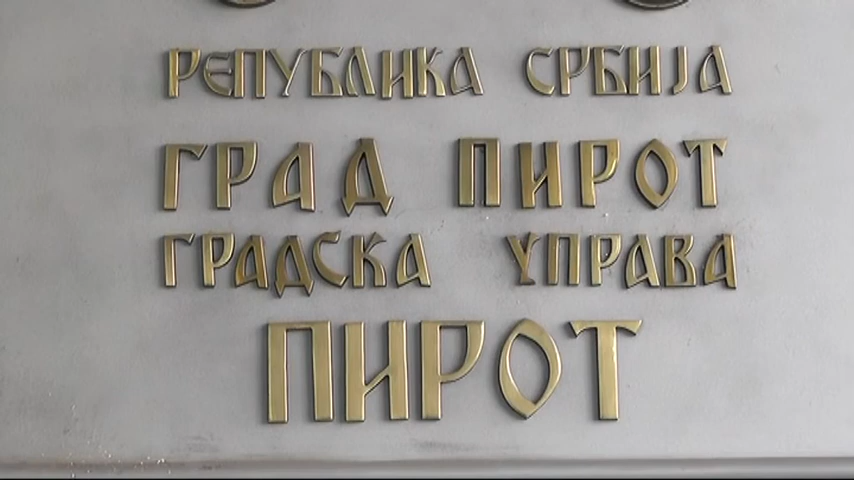 РЕПУБЛИКА СРБИЈА
ГРАД ПИРОТ
ГРАДСКА УПРАВА
ПИРОТ